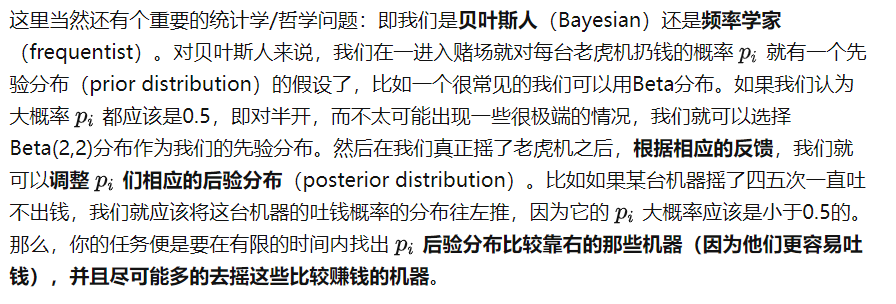 这里当然还有个重要的统计学/哲学问题：即我们是贝叶斯人（Bayesian）还是频率学家
（frequentist）。对贝叶斯人来说，我们在一进入赌场就对每台老虎机扔钱的概率 pᵢ 就有一个先
验分布（prior distribution）的假设了，比如一个很常见的我们可以用Beta分布。如果我们认为
大概率 pᵢ 都应该是0.5，即对半开，而不太可能出现一些很极端的情况，我们就可以选择
Beta(2,2)分布作为我们的先验分布。然后在我们真正摇了老虎机之后，根据相应的反馈，我们就
可以调整 pᵢ 们相应的后验分布（posterior distribution）。比如如果某台机器摇了四五次一直吐
不出钱，我们就应该将这台机器的吐钱概率的分布往左推，因为它的 pᵢ 大概率应该是小于0.5的。
那么，你的任务便是要在有限的时间内找出 pᵢ 后验分布比较靠右的那些机器（因为他们更容易吐
钱），并且尽可能多的去摇这些比较赚钱的机器。